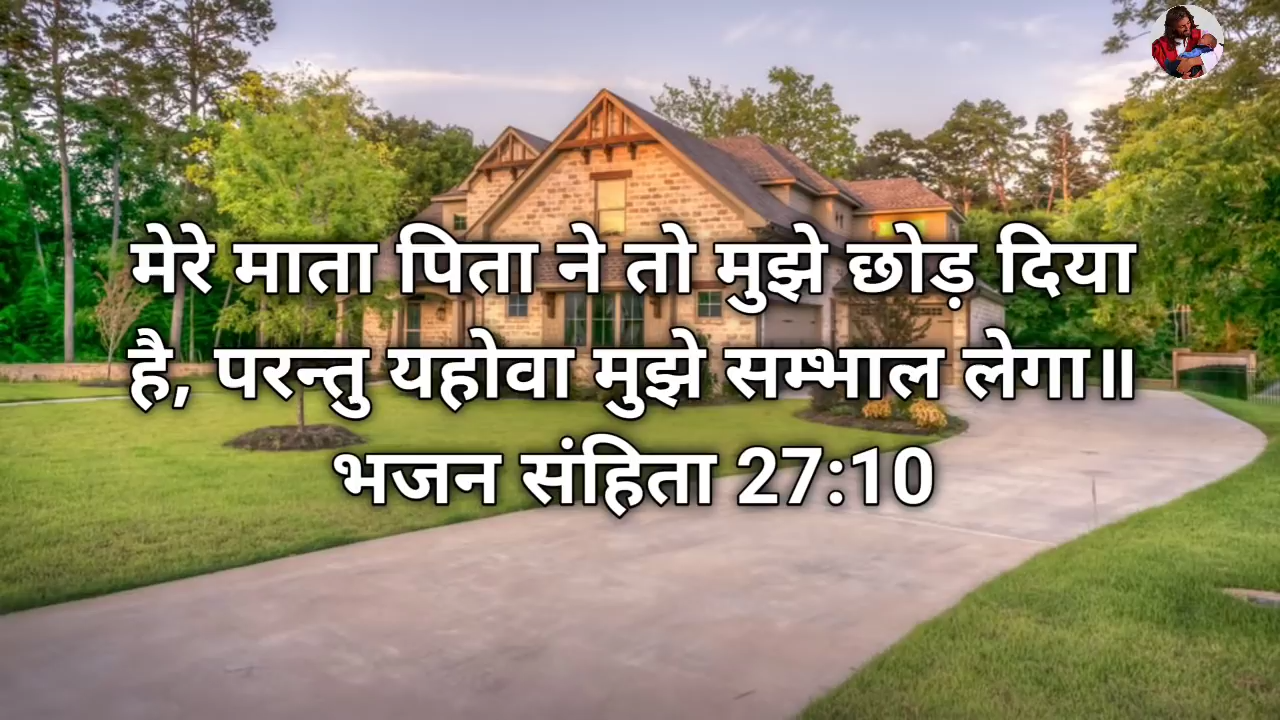 मेरे माता पिता ने तो मुझे छोड़ दिया
है, परन्तु यहोवा मुझे सम्भाल लेगा॥
भजन संहिता 27:10